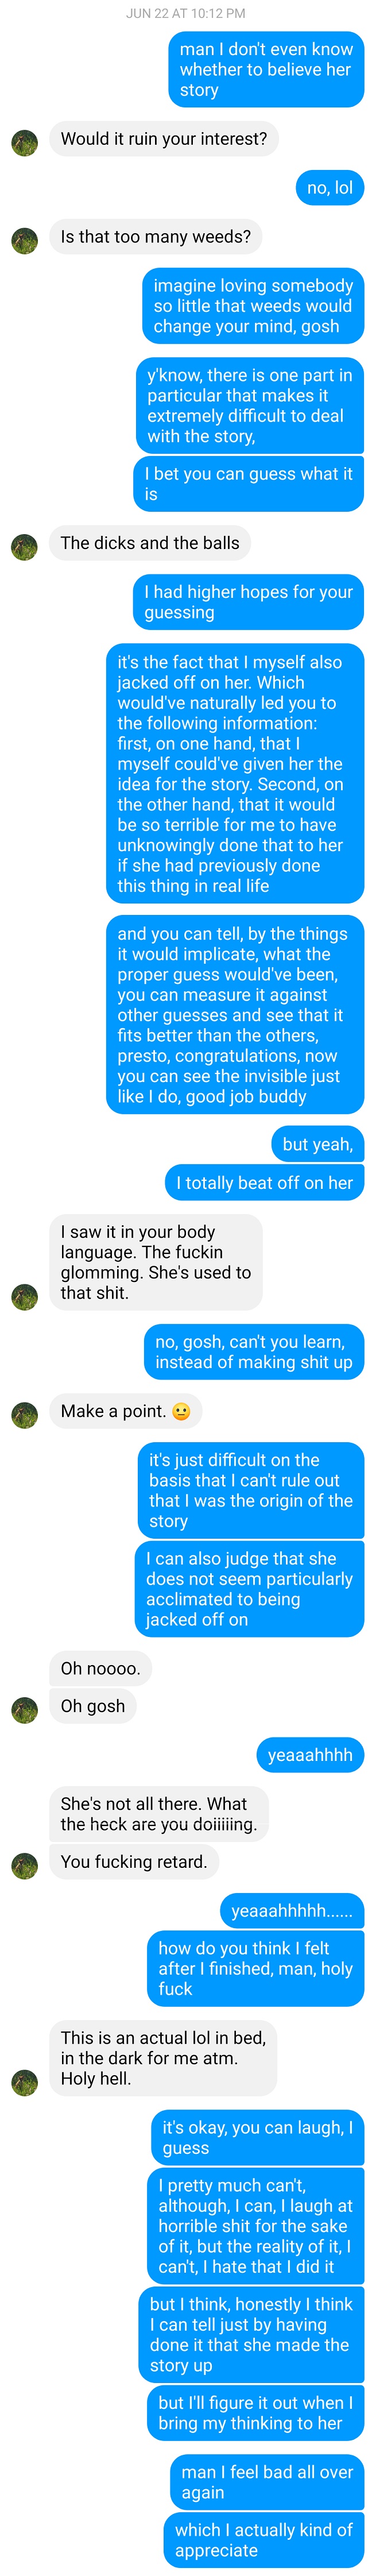 JUN 22 AT 10:12 PM
man I don't even know
whether to believe her
story
Would it ruin your interest?
no, lol
Is that too many weeds?
imagine loving somebody
so little that weeds would
change your mind, gosh
y'know, there is one part in
particular that makes it
extremely difficult to deal
with the story,
I bet you can guess what it
is
The dicks and the balls
I had higher hopes for your
guessing
it's the fact that I myself also
jacked off on her. Which
would've naturally led you to
the following information:
first, on one hand, that I
myself could've given her the
idea for the story. Second, on
the other hand, that it would
be so terrible for me to have
unknowingly done that to her
if she had previously done
this thing in real life
and you can tell, by the things
it would implicate, what the
proper guess would've been,
you can measure it against
other guesses and see that it
fits better than the others,
presto, congratulations, now
you can see the invisible just
like I do, good job buddy
but yeah,
I totally beat off on her
I saw it in your body
language. The fuckin
glomming. She's used to
that shit.
no, gosh, can't you learn,
instead of making shit up
Make a point. 😐
it's just difficult on the
basis that I can't rule out
that I was the origin of the
story
I can also judge that she
does not seem particularly
acclimated to being
jacked off on
Oh noooo.
Oh gosh
yeaaahhhh
She's not all there. What
the heck are you doiiiiing.
You fucking retard.
yeaaahhhhh......
how do you think I felt
after I finished, man, holy
fuck
This is an actual lol in bed,
in the dark for me atm.
Holy hell.
it's okay, you can laugh, I
guess
I pretty much can't,
although, I can, I laugh at
horrible shit for the sake
of it, but the reality of it, I
can't, I hate that I did it
but I think, honestly I think
I can tell just by having
done it that she made the
story up
but I'll figure it out when I
bring my thinking to her
man I feel bad all over
again
which I actually kind of
appreciate